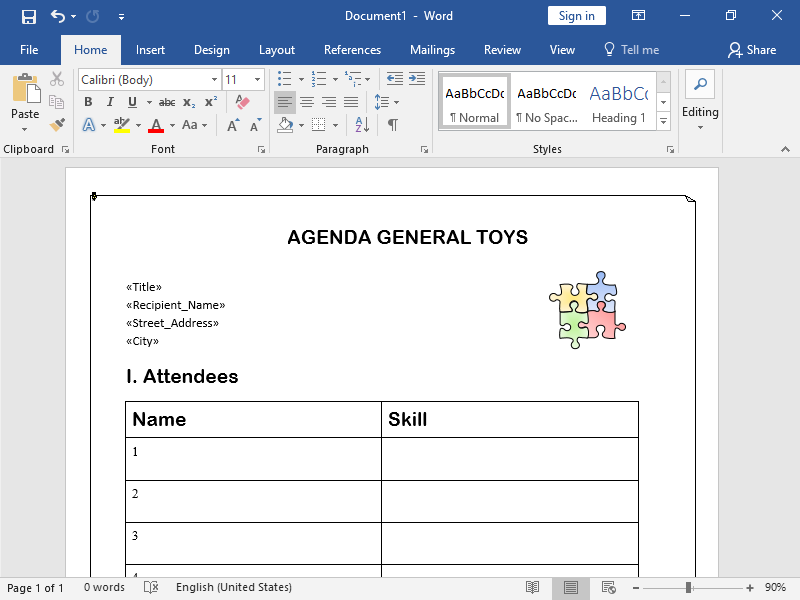 Document1 - Word
Sign in
File Home Insert Design Layout References Mailings Review View Tell me Share
Calibri (Body) 11
Paste
B I U abc X₂ X²
A ab A Aa A A
AaBbCcDc AaBbCcDc AaBbCc
¶ Normal ¶ No Spac... Heading 1
Editing
Clipboard Font Paragraph Styles
AGENDA GENERAL TOYS
«Title»
«Recipient_Name»
«Street_Address»
«City»
I. Attendees
Name Skill
1
2
3
Page 1 of 1 0 words English (United States) 90%